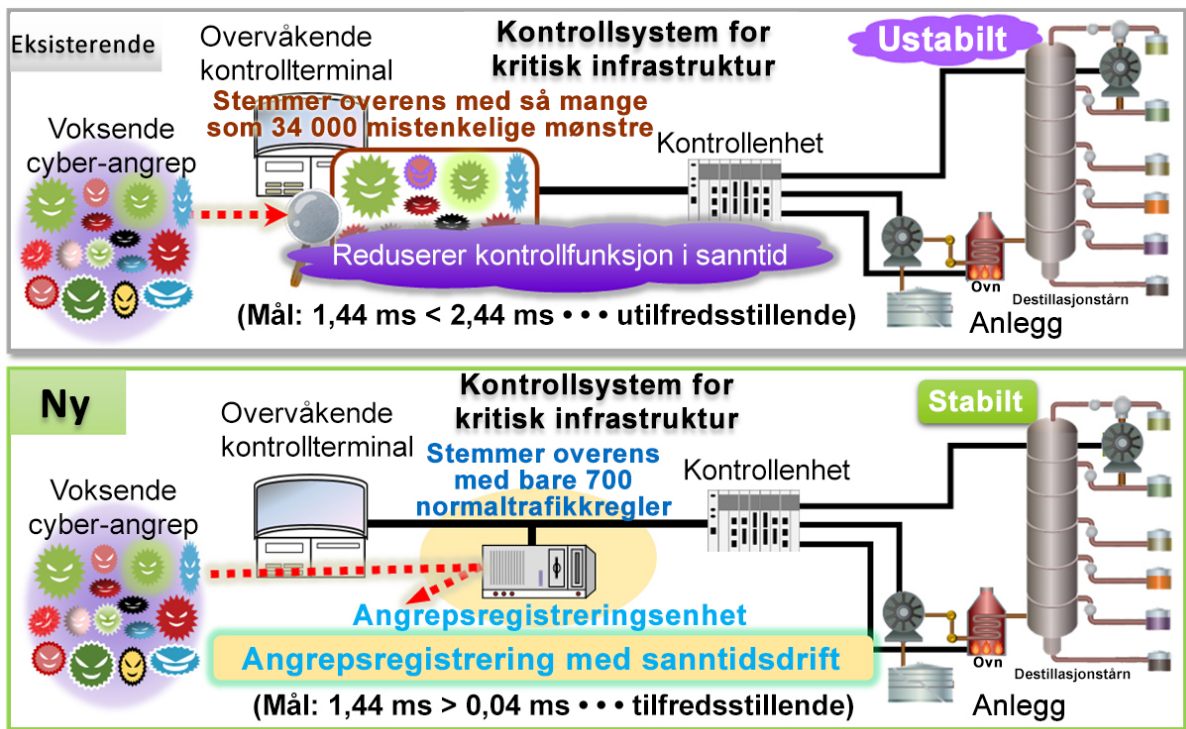 Eksisterende
Overvåkende
kontrollterminal
Kontrollsystem for
kritisk infrastruktur
Ustabilt
Stemmer overens med så mange
som 34 000 mistenkelige mønstre
Voksende
cyber-angrep
Kontrollenhet
Reduserer kontrollfunksjon i sanntid
Ovn
Destillasjonstårn
(Mål: 1,44 ms < 2,44 ms • • • utilfredsstillende)
Anlegg
Ny
Overvåkende
kontrollterminal
Kontrollsystem for
kritisk infrastruktur
Stabilt
Stemmer overens
med bare 700
normaltrafikkregler
Kontrollenhet
Voksende
cyber-angrep
Angrepsregistreringsenhet
Angrepsregistrering med sanntidsdrift
Ovn
Destillasjonstårn
(Mål: 1,44 ms > 0,04 ms • • • tilfredsstillende)
Anlegg